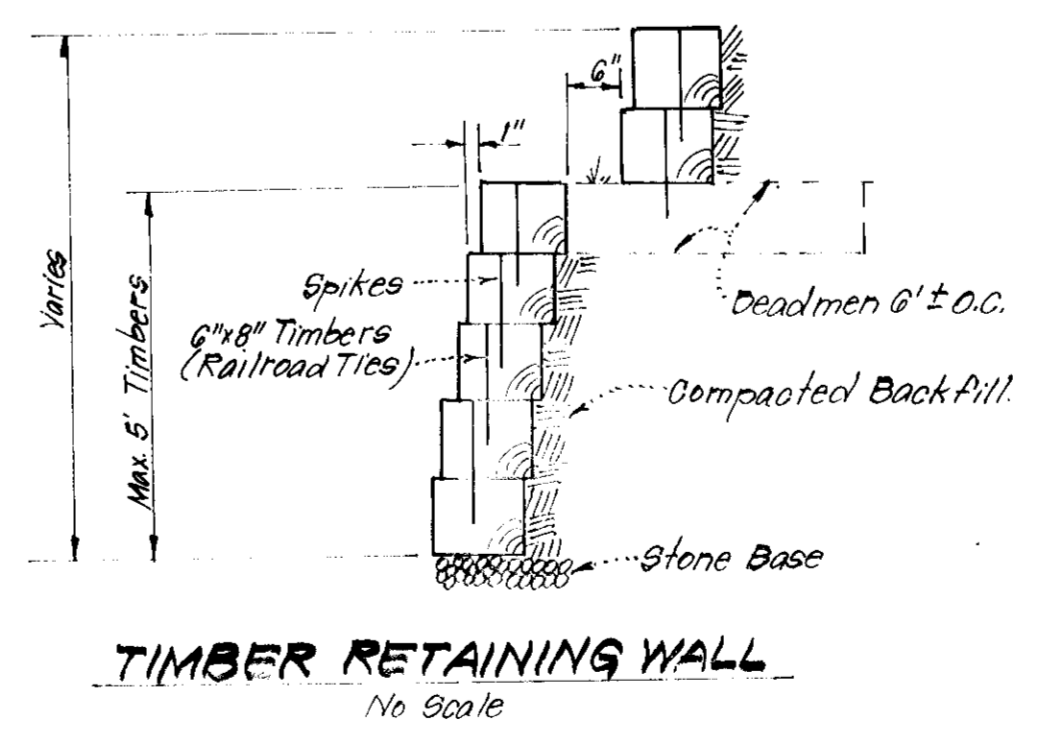 6"
1"
Varies
Max. 5' Timbers
Spikes
6"x8" Timbers
(Railroad Ties)
Deadmen 6' ± O.C.
Compacted Backfill.
Stone Base
TIMBER RETAINING WALL
No Scale